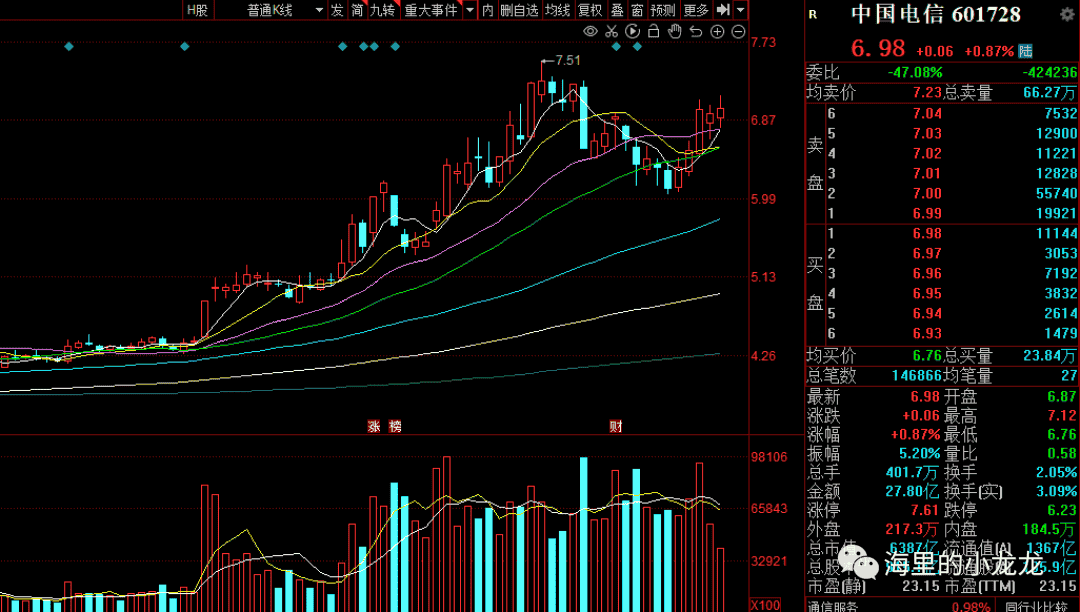 H股 普通K线 发 简 九转 重大事件 内 删自选 均线 复权 叠 窗 预测 更多
R 中国电信 601728
6.98 +0.06 +0.87% 陆
委比 -47.08% -424236
均卖价 7.23 总卖量 66.27万
卖盘
6 7.04 7532
5 7.03 12900
4 7.02 11221
3 7.01 12828
2 7.00 55740
1 6.99 19921
买盘
1 6.98 11144
2 6.97 3053
3 6.96 7192
4 6.95 3832
5 6.94 2614
6 6.93 1479
均买价 6.76 总买量 23.84万
总笔数 146866 均笔量 27
最新 6.98 开盘 6.87
涨跌 +0.06 最高 7.12
涨幅 +0.87% 最低 6.76
振幅 5.20% 量比 0.58
总手 401.7万 换手 2.05%
金额 27.80亿 换手(实) 3.09%
涨停 7.61 跌停 6.23
外盘 217.3万 内盘 184.5万
总市值 6387亿 流通值(A) 1367亿
总股 5.9亿
市盈(静) 23.15 市盈(TTM) 23.15
通信服务 0.98% 同行业比较
海里的小龙龙
7.73
7.51
6.87
5.99
5.13
4.26
涨 榜 财
98106
65843
32921
X100